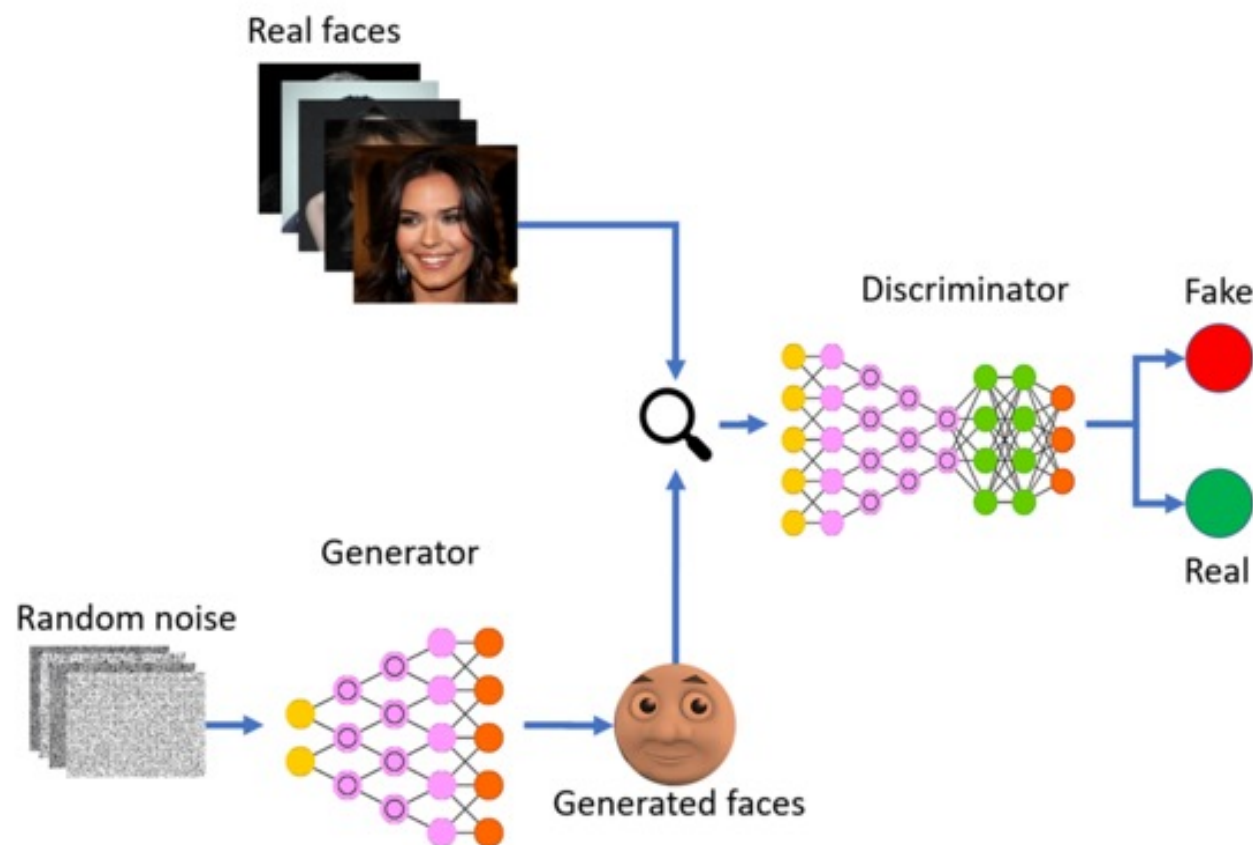 Real faces
Discriminator
Fake
Generator
Real
Random noise
Generated faces